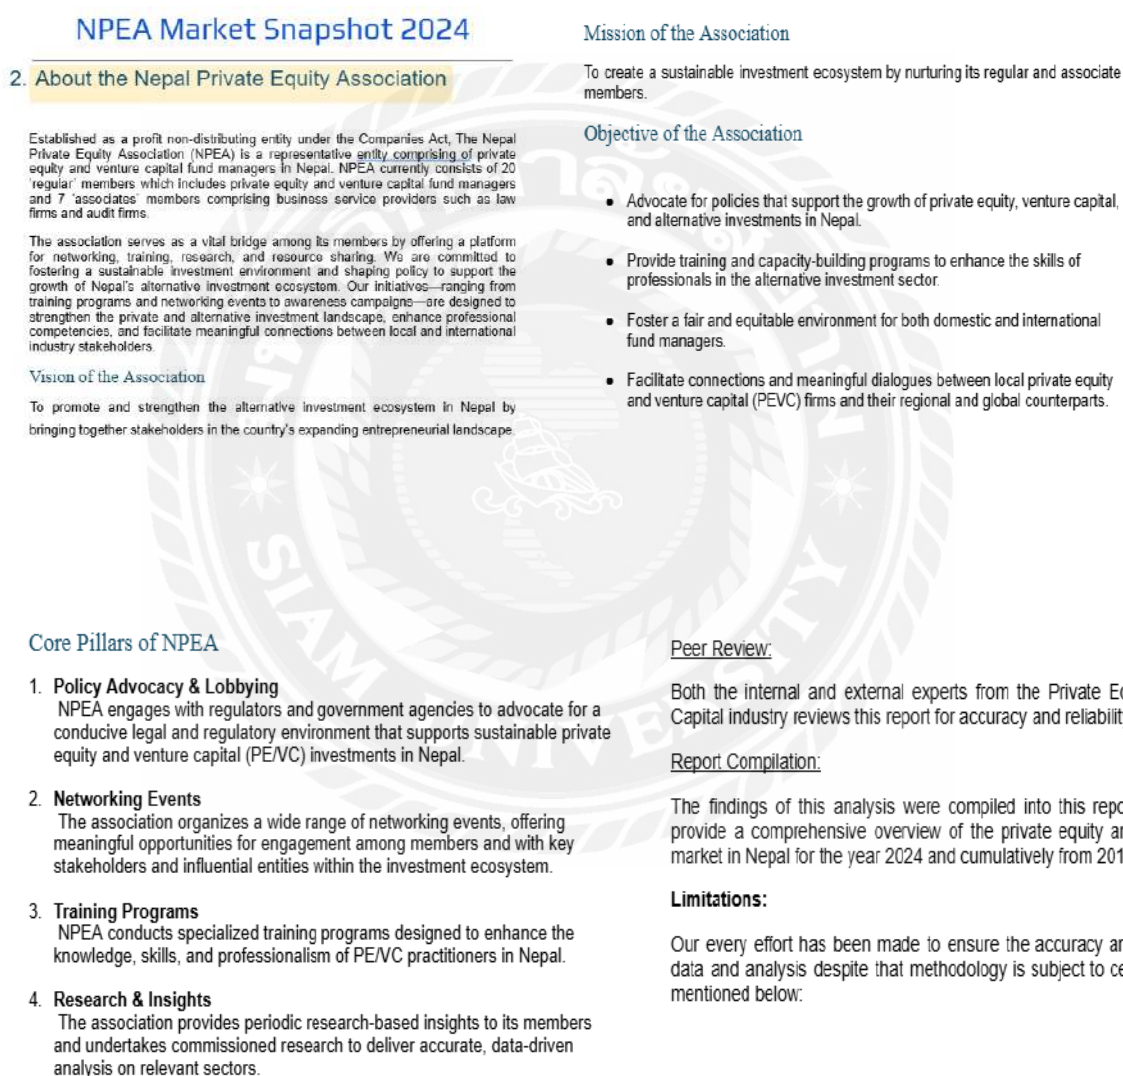 NPEA Market Snapshot 2024
2. About the Nepal Private Equity Association
Established as a profit non-distributing entity under the Companies Act, The Nepal
Private Equity Association (NPEA) is a representative entity comprising of private
equity and venture capital fund managers in Nepal. NPEA currently consists of 20
'regular' members which includes private equity and venture capital fund managers
and 7 'associates' members comprising business service providers such as law
firms and audit firms.
The association serves as a vital bridge among its members by offering a platform
for networking, training, research, and resource sharing. We are committed to
fostering a sustainable investment environment and shaping policy to support the
growth of Nepal's alternative investment ecosystem. Our initiatives—ranging from
training programs and networking events to awareness campaigns—are designed to
strengthen the private and alternative investment landscape, enhance professional
competencies, and facilitate meaningful connections between local and international
industry stakeholders.
Vision of the Association
To promote and strengthen the alternative investment ecosystem in Nepal by
bringing together stakeholders in the country's expanding entrepreneurial landscape.
Mission of the Association
To create a sustainable investment ecosystem by nurturing its regular and associate
members.
Objective of the Association
• Advocate for policies that support the growth of private equity, venture capital,
and alternative investments in Nepal.
• Provide training and capacity-building programs to enhance the skills of
professionals in the alternative investment sector.
• Foster a fair and equitable environment for both domestic and international
fund managers.
• Facilitate connections and meaningful dialogues between local private equity
and venture capital (PEVC) firms and their regional and global counterparts.
Core Pillars of NPEA
1. Policy Advocacy & Lobbying
NPEA engages with regulators and government agencies to advocate for a
conducive legal and regulatory environment that supports sustainable private
equity and venture capital (PE/VC) investments in Nepal.
2. Networking Events
The association organizes a wide range of networking events, offering
meaningful opportunities for engagement among members and with key
stakeholders and influential entities within the investment ecosystem.
3. Training Programs
NPEA conducts specialized training programs designed to enhance the
knowledge, skills, and professionalism of PE/VC practitioners in Nepal.
4. Research & Insights
The association provides periodic research-based insights to its members
and undertakes commissioned research to deliver accurate, data-driven
analysis on relevant sectors.
Peer Review:
Both the internal and external experts from the Private Ec
Capital industry reviews this report for accuracy and reliabilit
Report Compilation:
The findings of this analysis were compiled into this repo
provide a comprehensive overview of the private equity an
market in Nepal for the year 2024 and cumulatively from 201
Limitations:
Our every effort has been made to ensure the accuracy an
data and analysis despite that methodology is subject to ce
mentioned below:
SIAM UNIVERSITY